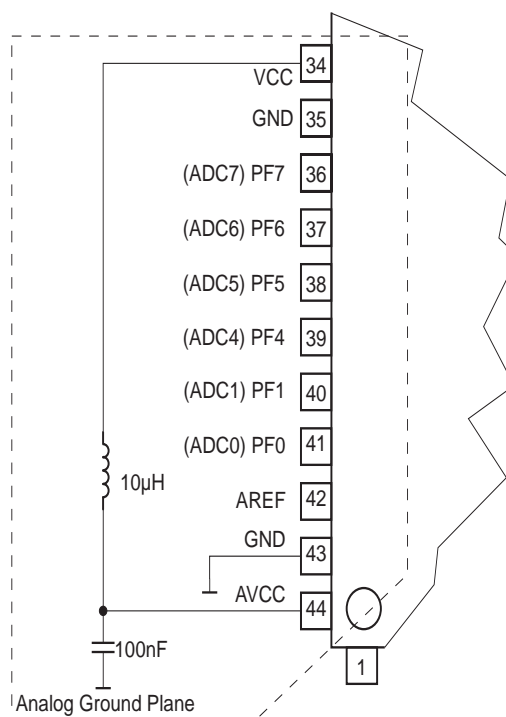 VCC 34
GND 35
(ADC7) PF7 36
(ADC6) PF6 37
(ADC5) PF5 38
(ADC4) PF4 39
(ADC1) PF1 40
(ADC0) PF0 41
10µH
AREF 42
GND 43
AVCC 44
100nF
1
Analog Ground Plane